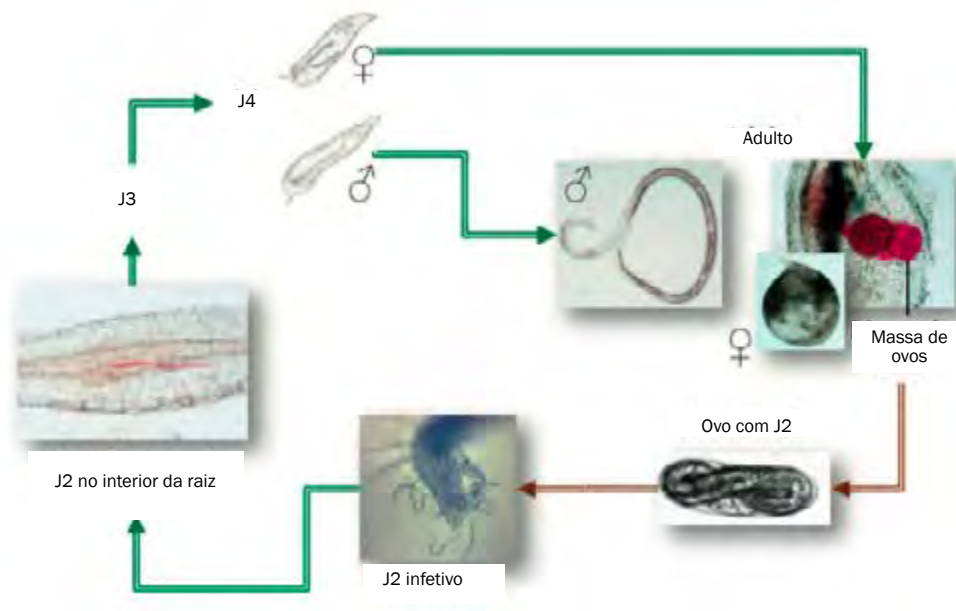 J4
Adulto
J3
Massa de
ovos
Ovo com J2
J2 no interior da raiz
J2 infetivo